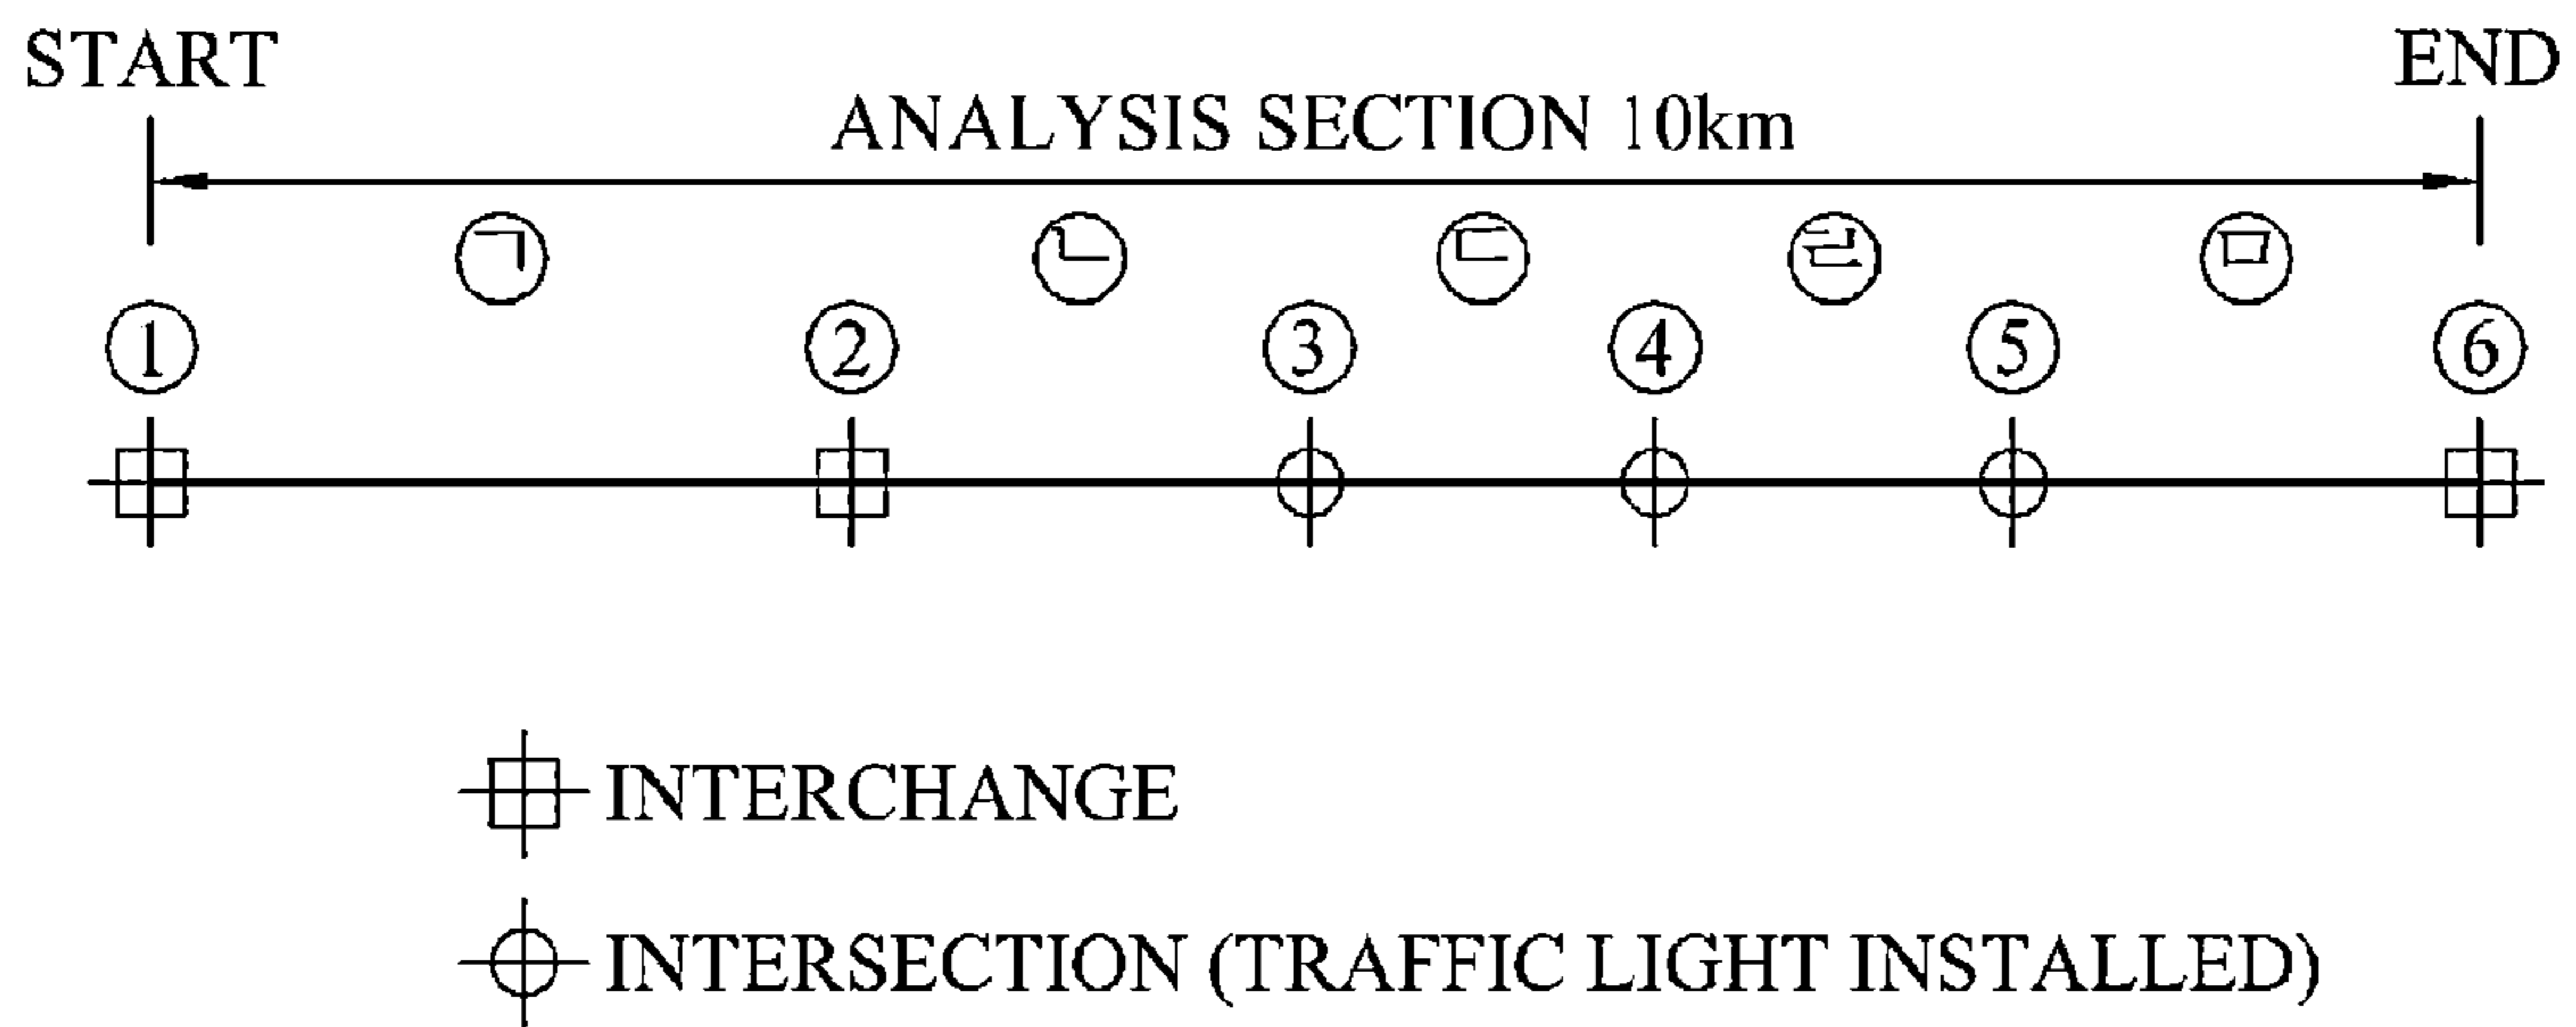 START END
ANALYSIS SECTION 10km
㉠ ㉡ ㉢ ㉣ ㉤
① ② ③ ④ ⑤ ⑥
INTERCHANGE
INTERSECTION (TRAFFIC LIGHT INSTALLED)